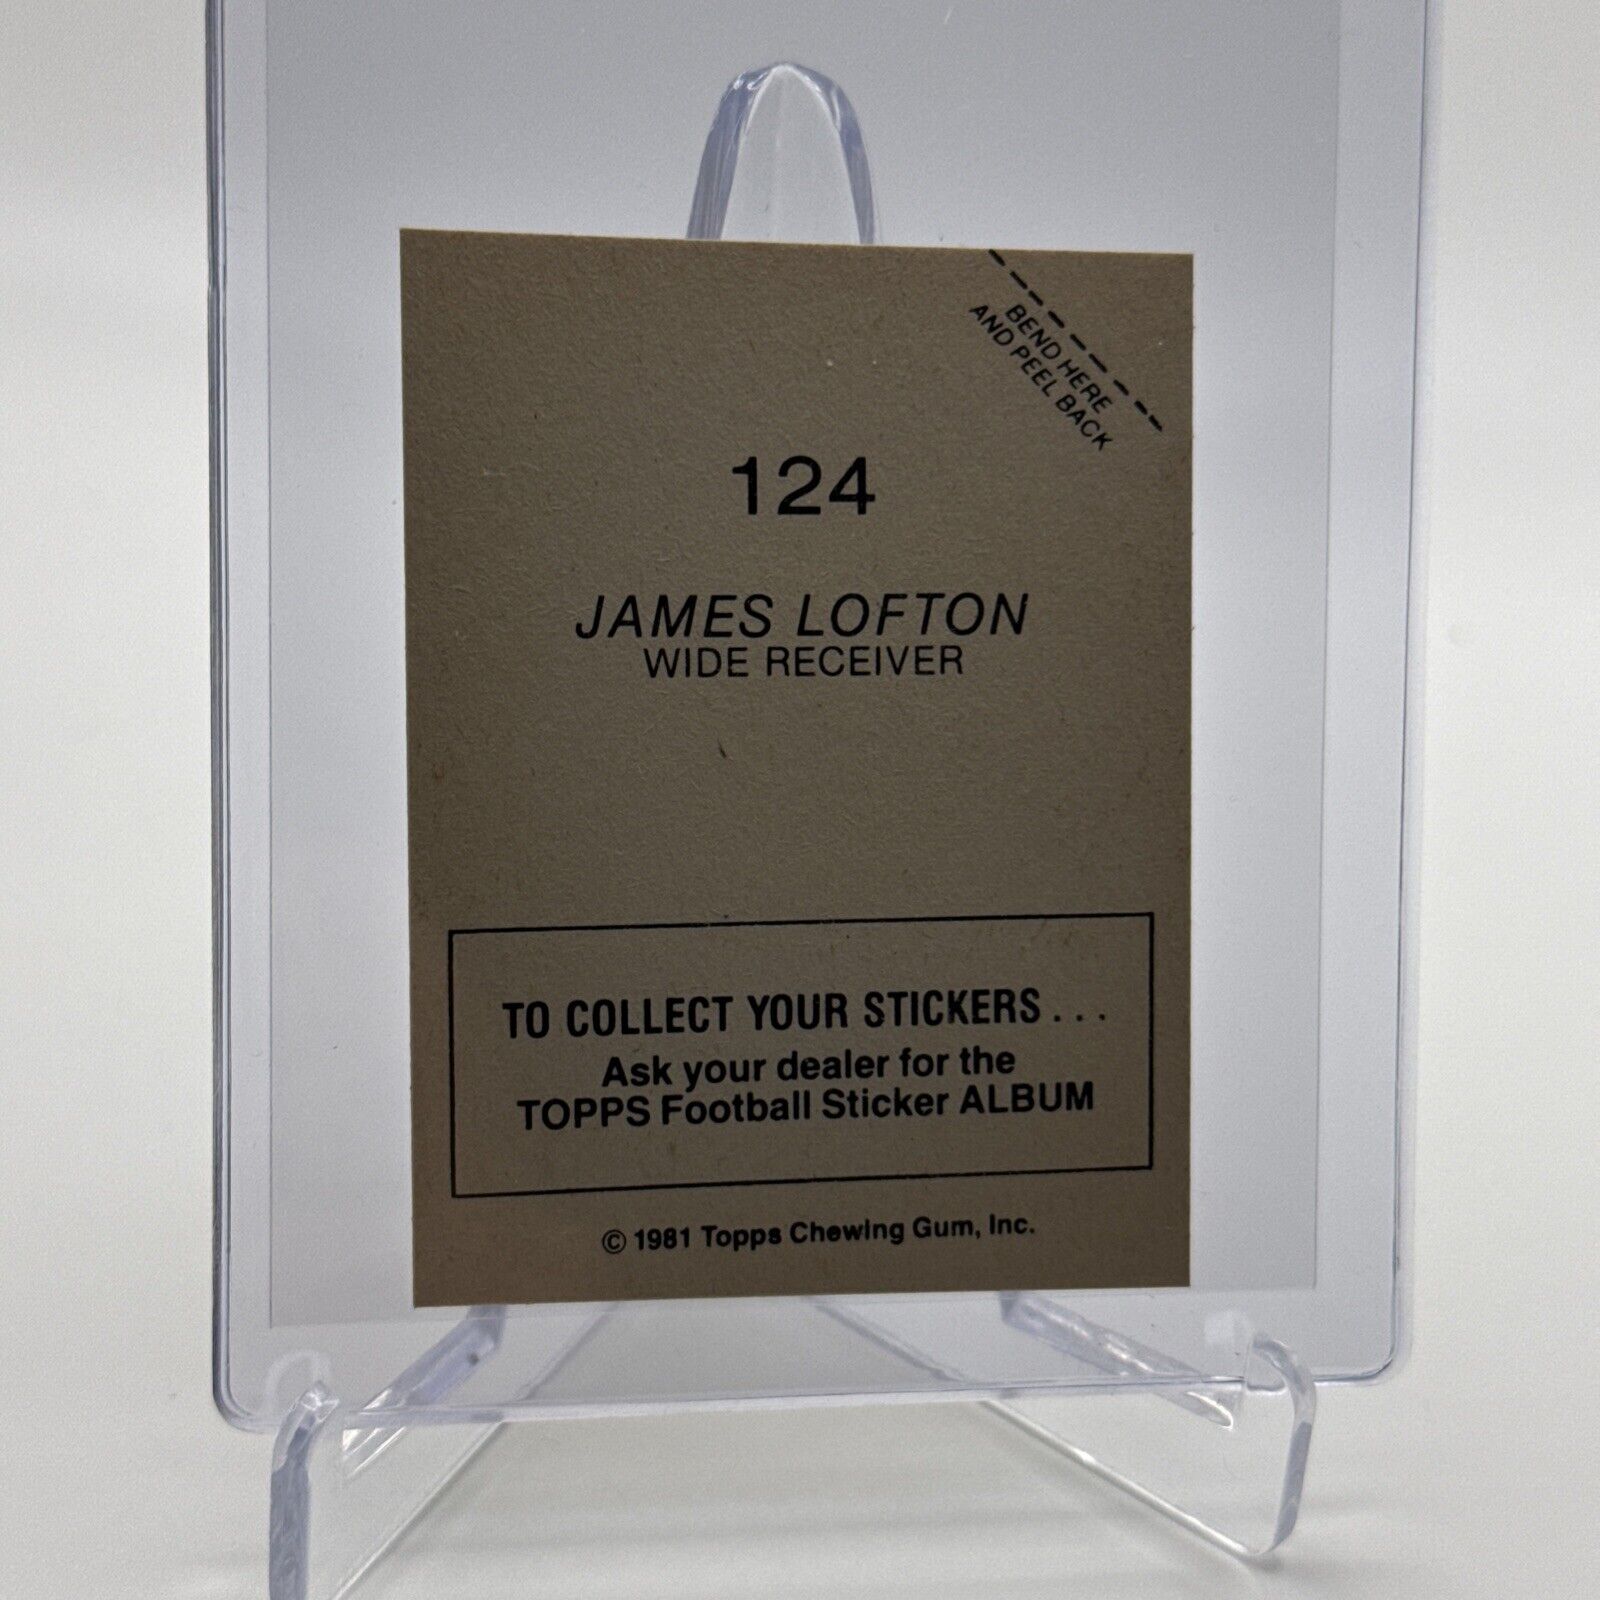 BEND HERE
AND PEEL BACK
124
JAMES LOFTON
WIDE RECEIVER
TO COLLECT YOUR STICKERS...
Ask your dealer for the
TOPPS Football Sticker ALBUM
© 1981 Topps Chewing Gum, Inc.